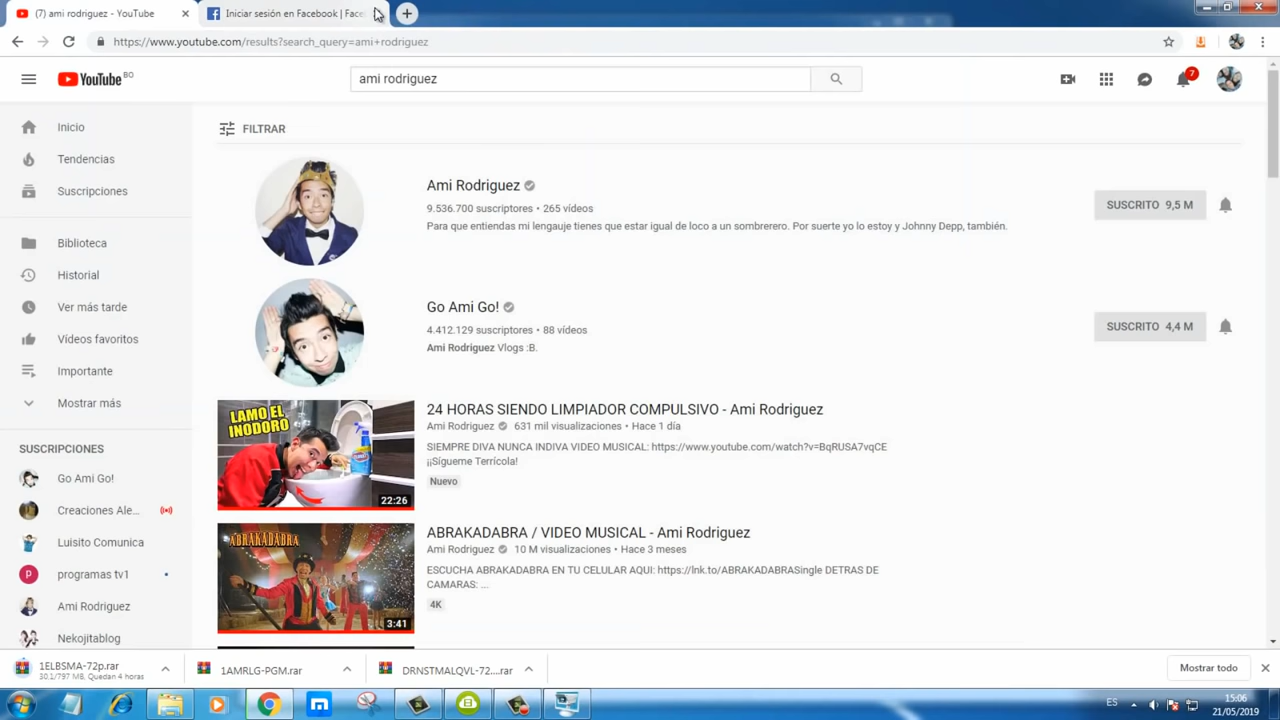 (7) ami rodriguez - YouTube
Iniciar sesión en Facebook | Face
https://www.youtube.com/results?search_query=ami+rodriguez
YouTube BO
ami rodriguez
7
Inicio
Tendencias
Suscripciones
Biblioteca
Historial
Ver más tarde
Vídeos favoritos
Importante
Mostrar más
SUSCRIPCIONES
Go Ami Go!
Creaciones Ale...
Luisito Comunica
programas tv1
Ami Rodriguez
Nekojitablog
FILTRAR
Ami Rodriguez
9.536.700 suscriptores • 265 vídeos
Para que entiendas mi lengauje tienes que estar igual de loco a un sombrerero. Por suerte yo lo estoy y Johnny Depp, también.
SUSCRITO 9,5 M
Go Ami Go!
4.412.129 suscriptores • 88 vídeos
Ami Rodriguez Vlogs :B.
SUSCRITO 4,4 M
LAMO EL
INODORO
22:26
24 HORAS SIENDO LIMPIADOR COMPULSIVO - Ami Rodriguez
Ami Rodriguez 631 mil visualizaciones • Hace 1 día
SIEMPRE DIVA NUNCA INDIVA VIDEO MUSICAL: https://www.youtube.com/watch?v=BqRUSA7vqCE
¡¡Sígueme Terrícola!
Nuevo
ABRAKADABRA
3:41
ABRAKADABRA / VIDEO MUSICAL - Ami Rodriguez
Ami Rodriguez 10 M visualizaciones • Hace 3 meses
ESCUCHA ABRAKADABRA EN TU CELULAR AQUI: https://lnk.to/ABRAKADABRASingle DETRAS DE
CAMARAS: ...
4K
1ELBSMA-72p.rar
30.1/797 MB, Quedan 4 horas
1AMRLG-PGM.rar
DRNSTMALQVL-72....rar
Mostrar todo
ES
15:06
21/05/2019